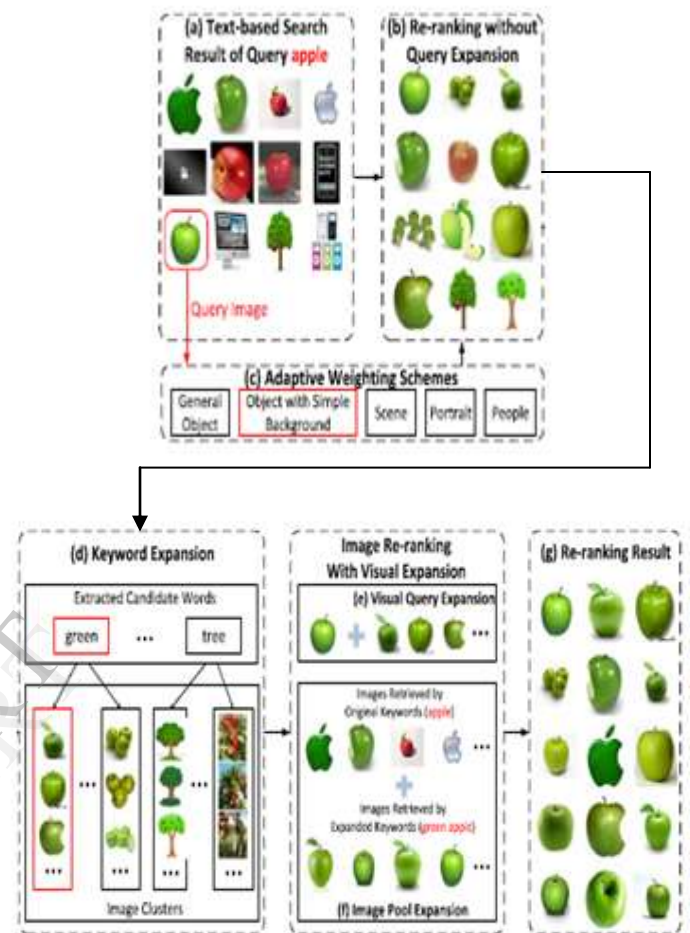 (a) Text-based Search
Result of Query apple
(b) Re-ranking without
Query Expansion
Query Image
(c) Adaptive Weighting Schemes
General
Object
Object with Simple
Background
Scene
Portrait
People
(d) Keyword Expansion
Extracted Candidate Words
green
...
tree
...
...
...
...
...
...
Image Clusters
Image Re-ranking
With Visual Expansion
(e) Visual Query Expansion
+
...
Images Retrieved by
Original Keywords (apple)
...
+
Images Retrieved by
Expanded Keywords (green apple)
...
(f) Image Pool Expansion
(g) Re-ranking Result